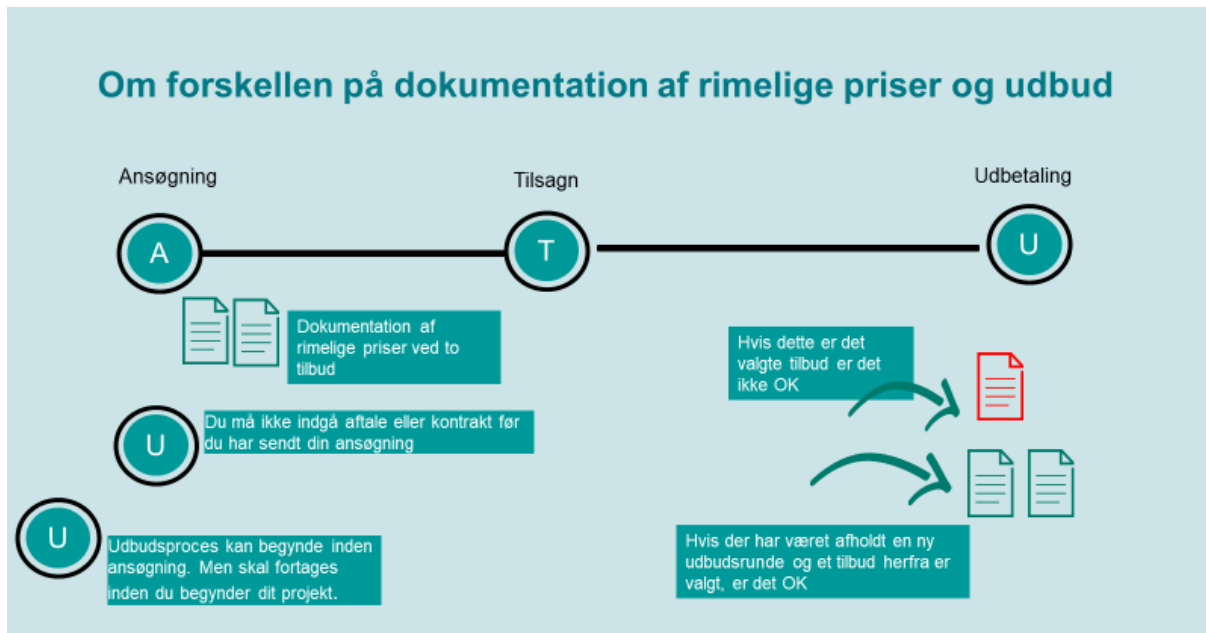 Om forskellen på dokumentation af rimelige priser og udbud
Ansøgning
Tilsagn
Udbetaling
A
T
U
Dokumentation af
rimelige priser ved to
tilbud
Hvis dette er det
valgte tilbud er det
ikke OK
U
Du må ikke indgå aftale eller kontrakt før
du har sendt din ansøgning
U
Udbudsproces kan begynde inden
ansøgning. Men skal fortages
inden du begynder dit projekt.
Hvis der har været afholdt en ny
udbudsrunde og et tilbud herfra er
valgt, er det OK